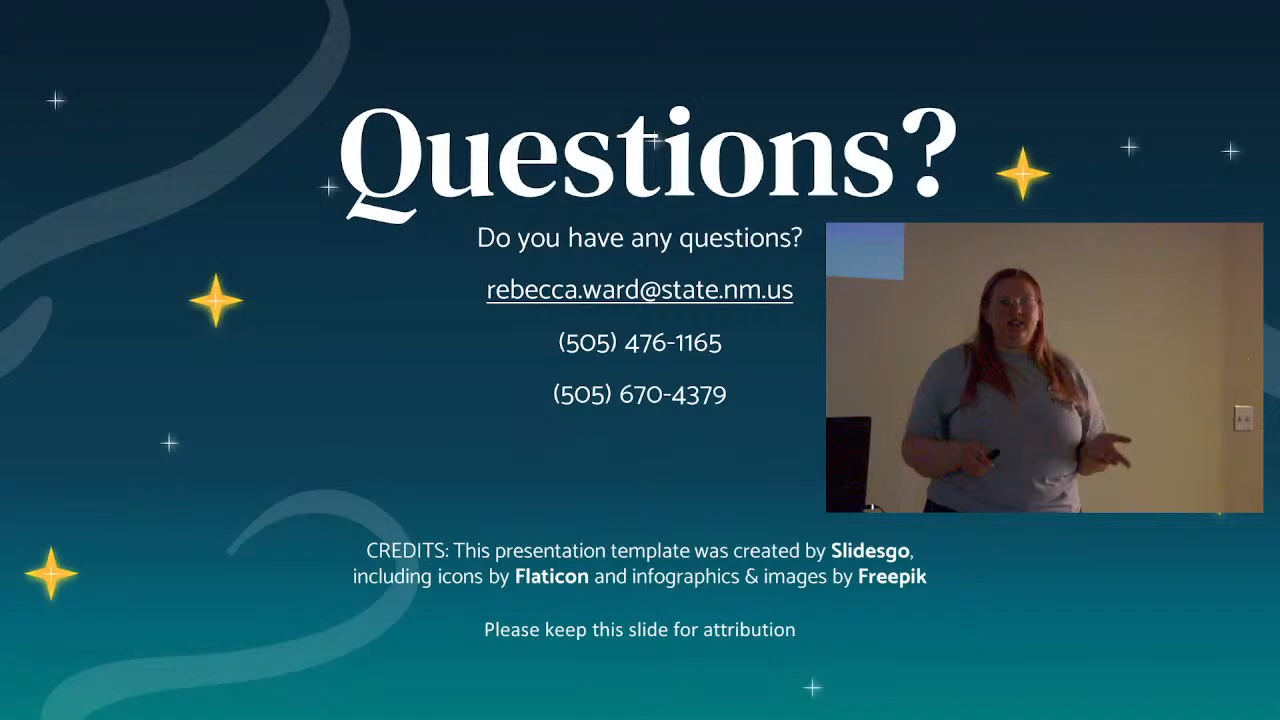 Questions?
Do you have any questions?
rebecca.ward@state.nm.us
(505) 476-1165
(505) 670-4379
CREDITS: This presentation template was created by Slidesgo,
including icons by Flaticon and infographics & images by Freepik
Please keep this slide for attribution